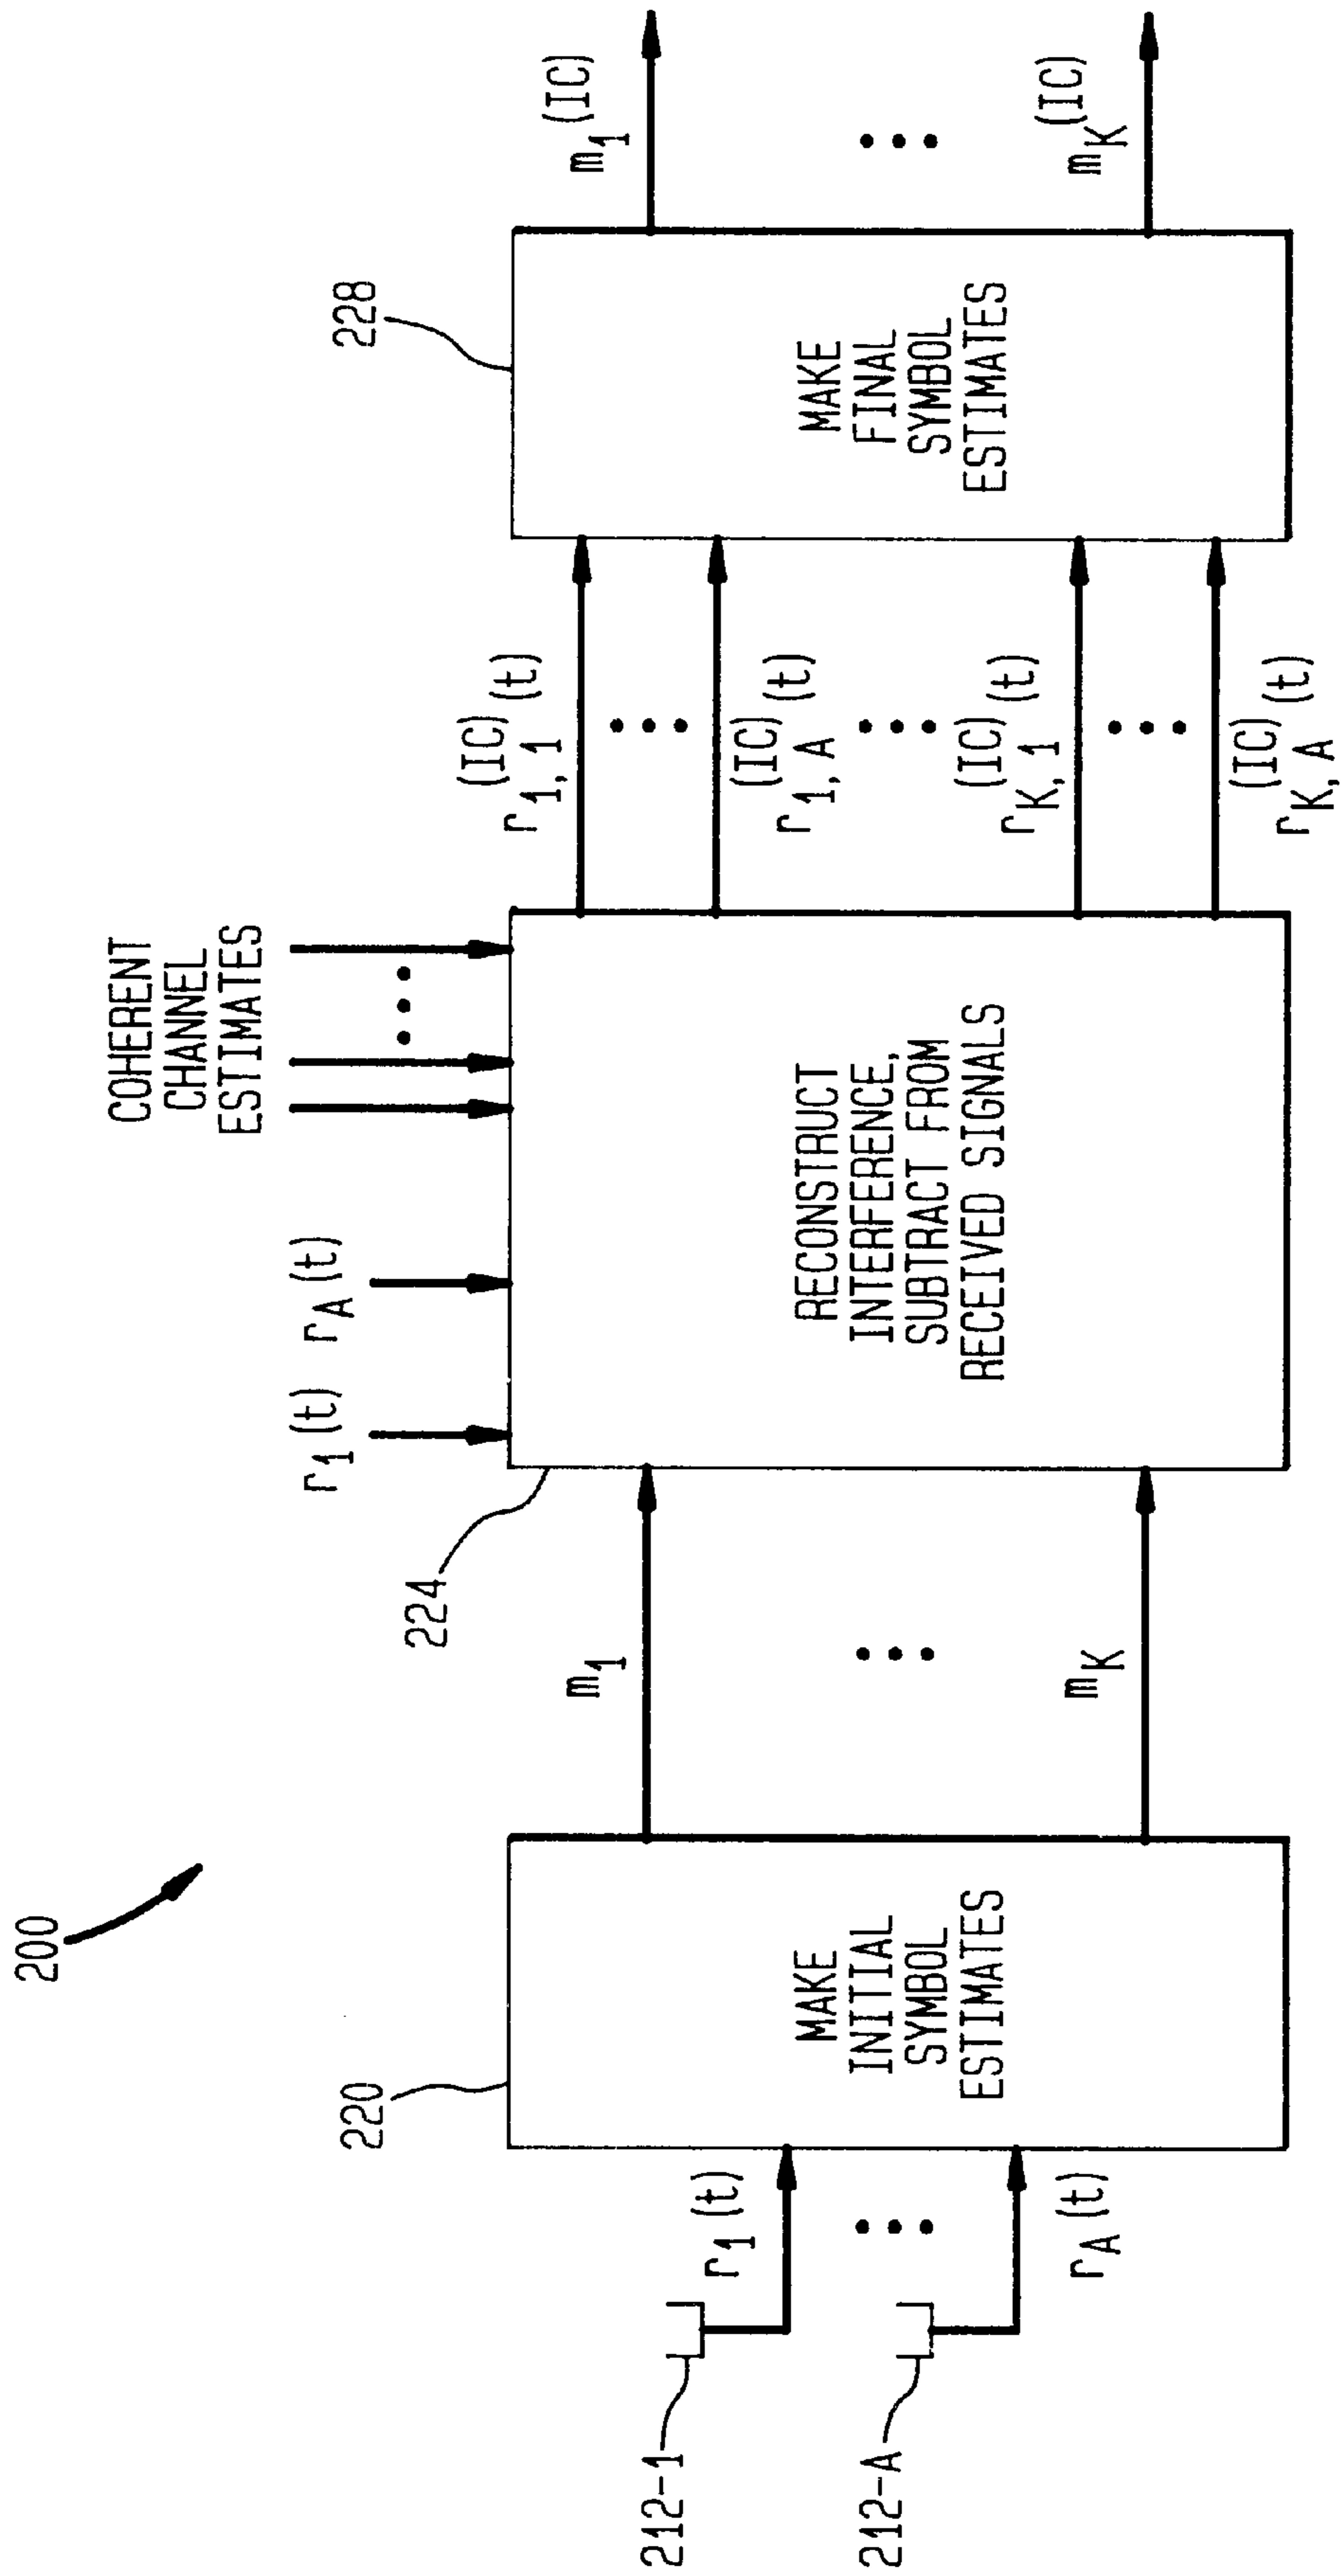 200
212-1
212-A
r1(t)
• • •
rA(t)
220
MAKE
INITIAL
SYMBOL
ESTIMATES
m1
• • •
mK
224
r1(t) rA(t)
COHERENT
CHANNEL
ESTIMATES
• • •
RECONSTRUCT
INTERFERENCE,
SUBTRACT FROM
RECEIVED SIGNALS
r1,1(IC)(t)
• • •
r1,A(IC)(t)
• • •
rK,1(IC)(t)
• • •
rK,A(IC)(t)
228
MAKE
FINAL
SYMBOL
ESTIMATES
m1(IC)
• • •
mK(IC)